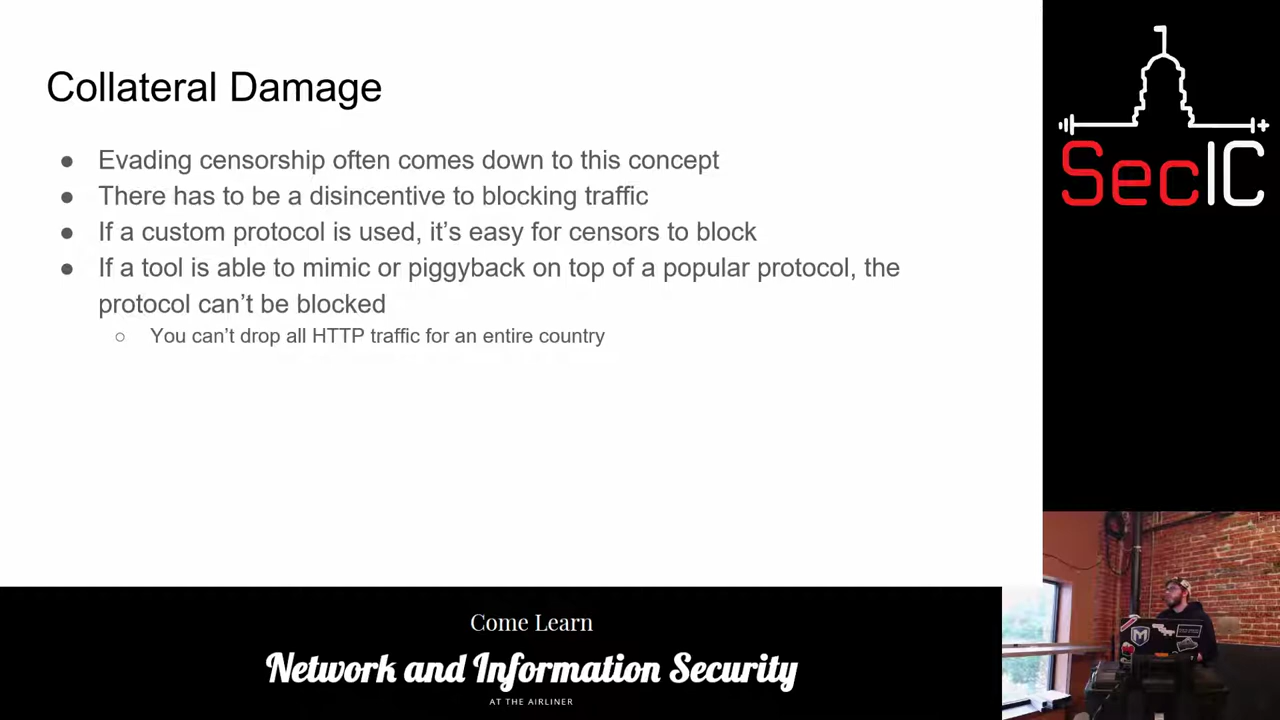 Collateral Damage
● Evading censorship often comes down to this concept
● There has to be a disincentive to blocking traffic
● If a custom protocol is used, it's easy for censors to block
● If a tool is able to mimic or piggyback on top of a popular protocol, the
protocol can't be blocked
○ You can't drop all HTTP traffic for an entire country
SecIC
Come Learn
Network and Information Security
AT THE AIRLINER